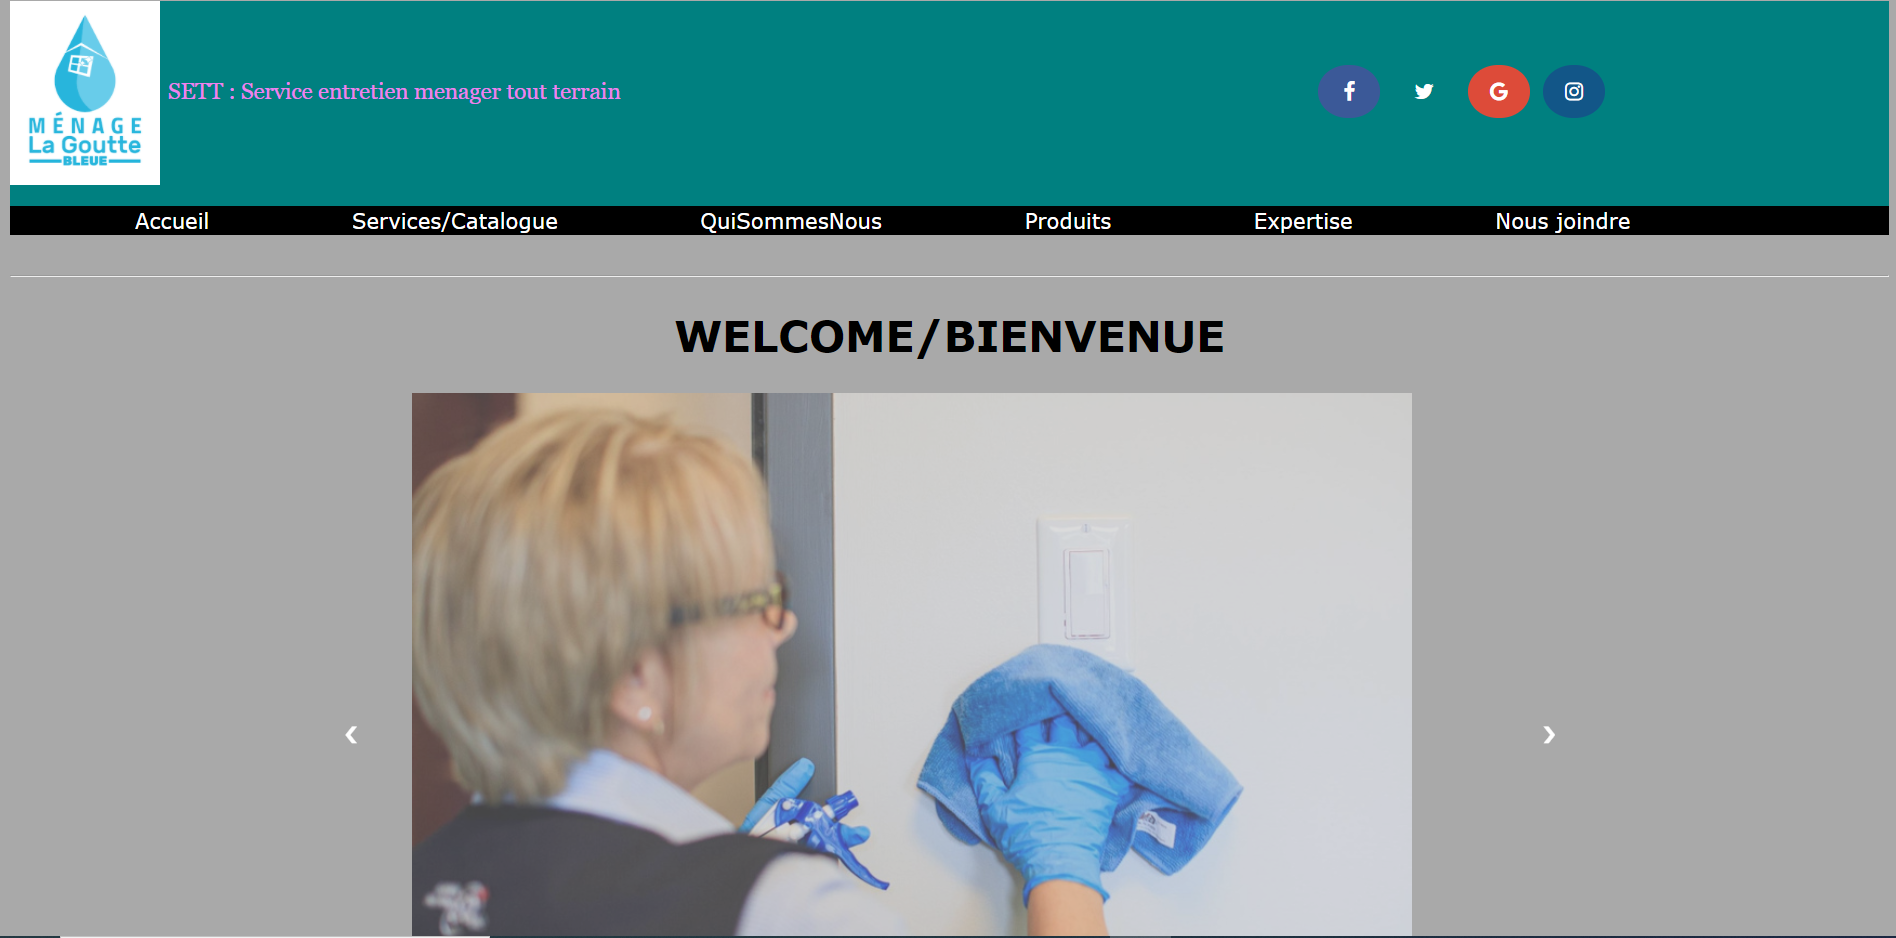 MÉNAGE
La Goutte
BLEUE
SETT : Service entretien menager tout terrain
Accueil
Services/Catalogue
QuiSommesNous
Produits
Expertise
Nous joindre
WELCOME/BIENVENUE